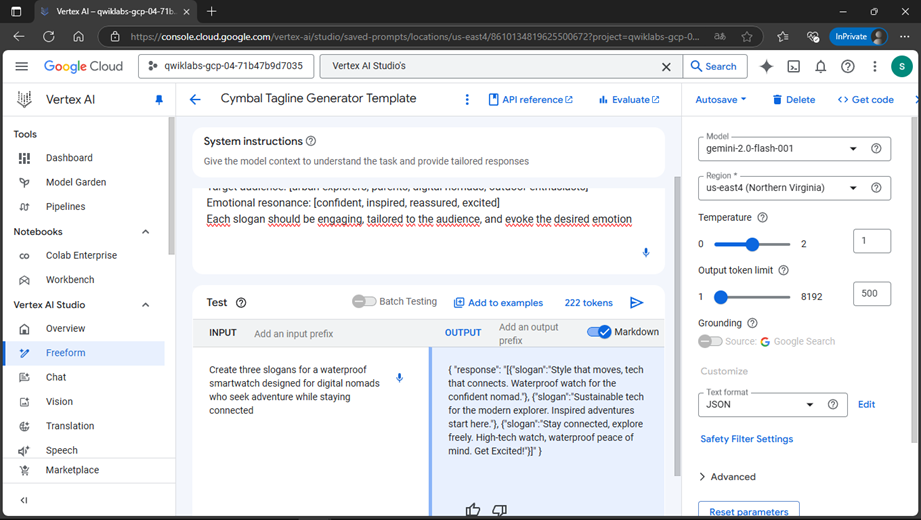 Vertex AI – qwiklabs-gcp-04-71b...
https://console.cloud.google.com/vertex-ai/studio/saved-prompts/locations/us-east4/8610134819625500672?project=qwiklabs-gcp-0...
InPrivate
Google Cloud
qwiklabs-gcp-04-71b47b9d7035
Vertex AI Studio's
Search
S
Vertex AI
Cymbal Tagline Generator Template
API reference
Evaluate
Autosave
Delete
Get code
Tools
Dashboard
Model Garden
Pipelines
Notebooks
Colab Enterprise
Workbench
Vertex AI Studio
Overview
Freeform
Chat
Vision
Translation
Speech
Marketplace
System instructions
Give the model context to understand the task and provide tailored responses
Target audience: [urban explorers, parents, digital nomads, outdoor enthusiasts]
Emotional resonance: [confident, inspired, reassured, excited]
Each slogan should be engaging, tailored to the audience, and evoke the desired emotion
Test
Batch Testing
Add to examples
222 tokens
INPUT
Add an input prefix
OUTPUT
Add an output
prefix
Markdown
Create three slogans for a waterproof
smartwatch designed for digital nomads
who seek adventure while staying
connected
{ "response": "[{"slogan":"Style that moves, tech
that connects. Waterproof watch for the
confident nomad."}, {"slogan":"Sustainable tech
for the modern explorer. Inspired adventures
start here."}, {"slogan":"Stay connected, explore
freely. High-tech watch, waterproof peace of
mind. Get Excited!"}]" }
Model
gemini-2.0-flash-001
Region *
us-east4 (Northern Virginia)
Temperature
0
2
1
Output token limit
1
8192
500
Grounding
Source: Google Search
Customize
Text format
JSON
Edit
Safety Filter Settings
Advanced
Reset parameters